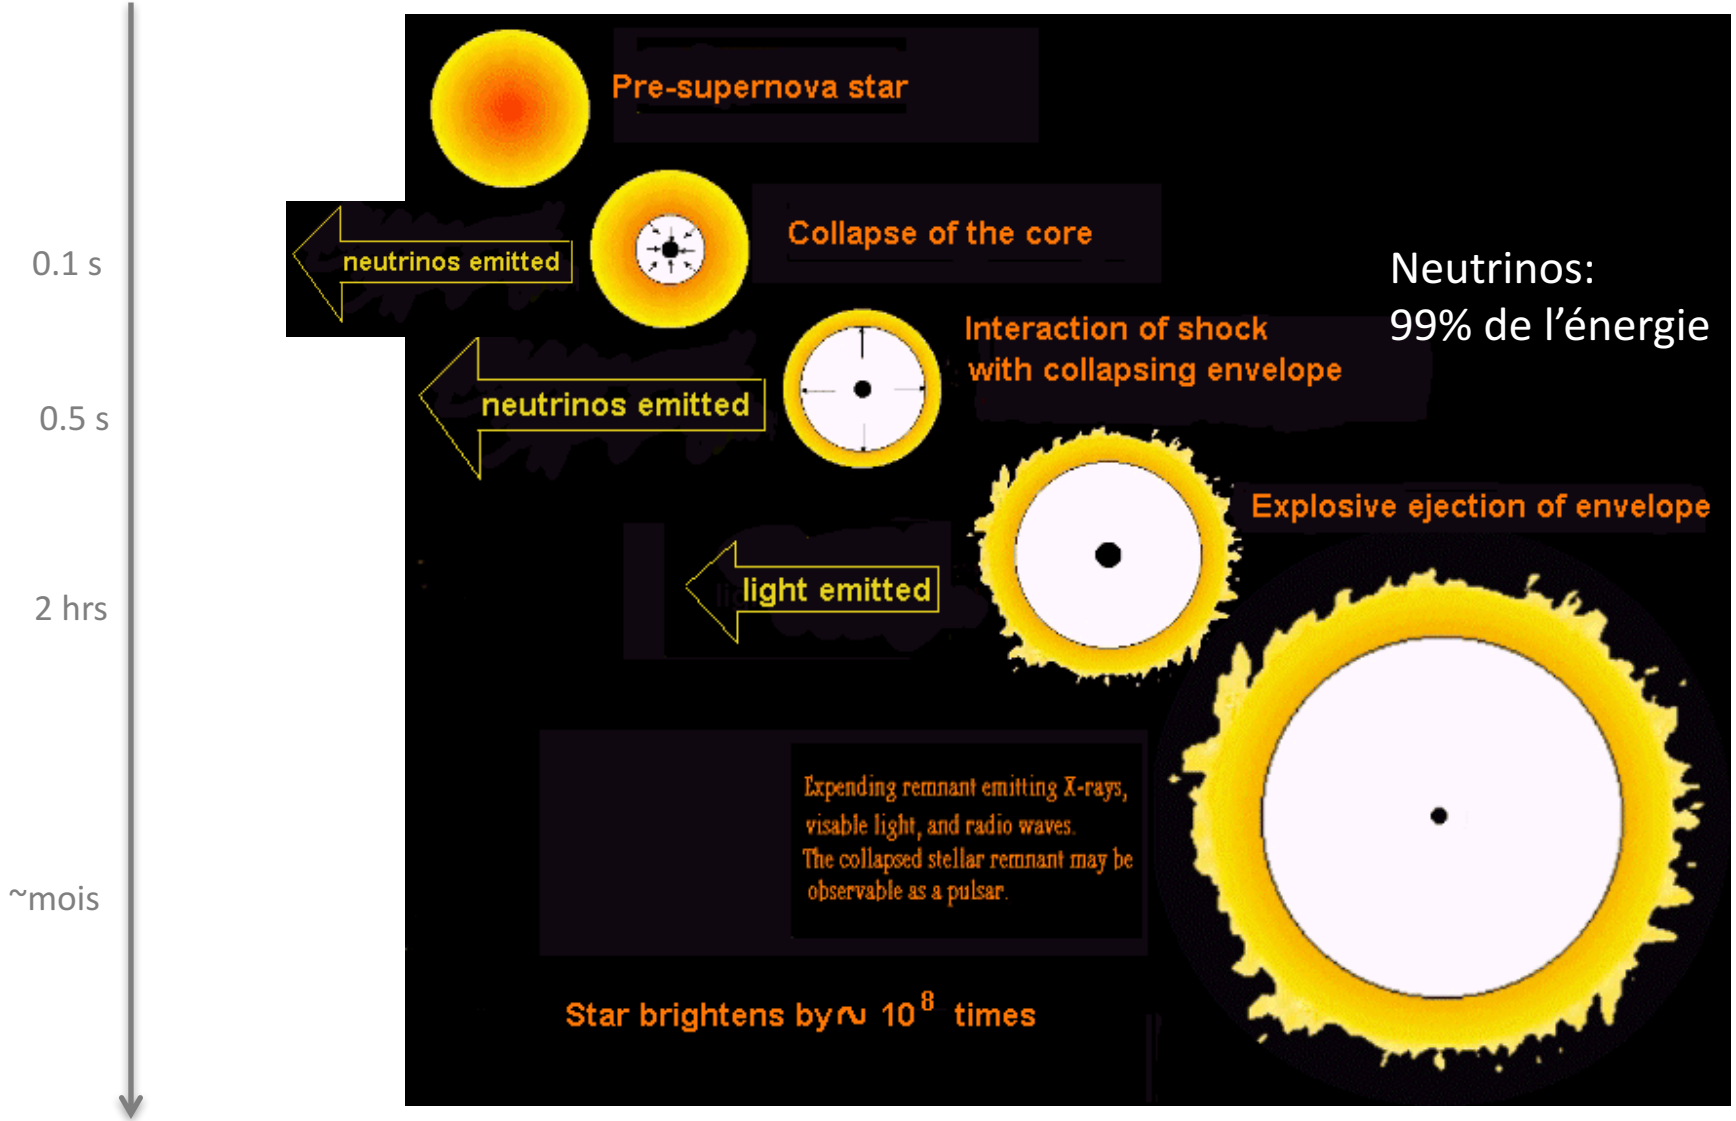 Pre-supernova star
Collapse of the core
0.1 s
neutrinos emitted
Neutrinos:
99% de l’énergie
Interaction of shock
with collapsing envelope
0.5 s
neutrinos emitted
Explosive ejection of envelope
2 hrs
light emitted
Expending remnant emitting X-rays,
visable light, and radio waves.
The collapsed stellar remnant may be
observable as a pulsar.
~mois
Star brightens by ~ 10⁸ times